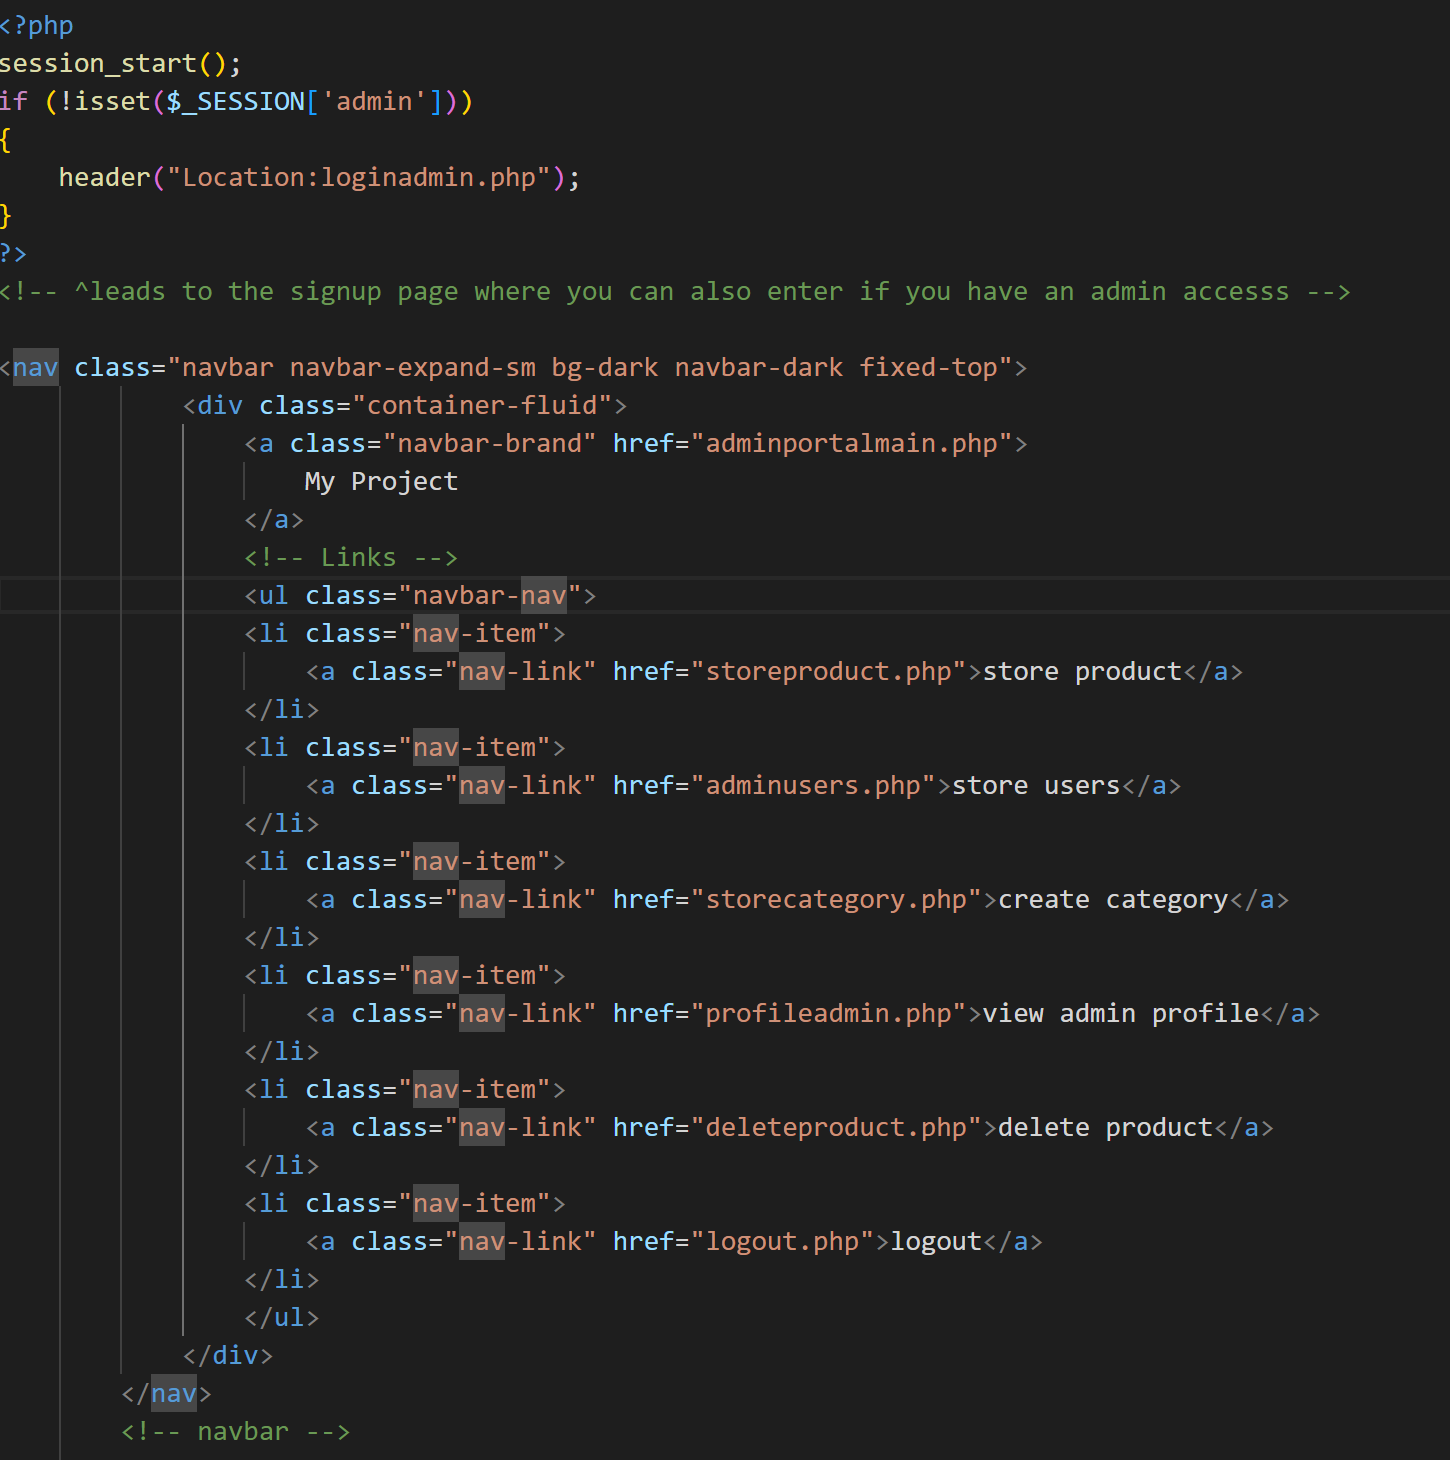 <?php
session_start();
if (!isset($_SESSION['admin']))
{
    header("Location:loginadmin.php");
}
?>
<!-- ^leads to the signup page where you can also enter if you have an admin accesss -->
<nav class="navbar navbar-expand-sm bg-dark navbar-dark fixed-top">
            <div class="container-fluid">
                <a class="navbar-brand" href="adminportalmain.php">
                    My Project
                </a>
                <!-- Links -->
                <ul class="navbar-nav">
                <li class="nav-item">
                    <a class="nav-link" href="storeproduct.php">store product</a>
                </li>
                <li class="nav-item">
                    <a class="nav-link" href="adminusers.php">store users</a>
                </li>
                <li class="nav-item">
                    <a class="nav-link" href="storecategory.php">create category</a>
                </li>
                <li class="nav-item">
                    <a class="nav-link" href="profileadmin.php">view admin profile</a>
                </li>
                <li class="nav-item">
                    <a class="nav-link" href="deleteproduct.php">delete product</a>
                </li>
                <li class="nav-item">
                    <a class="nav-link" href="logout.php">logout</a>
                </li>
                </ul>
            </div>
        </nav>
        <!-- navbar -->